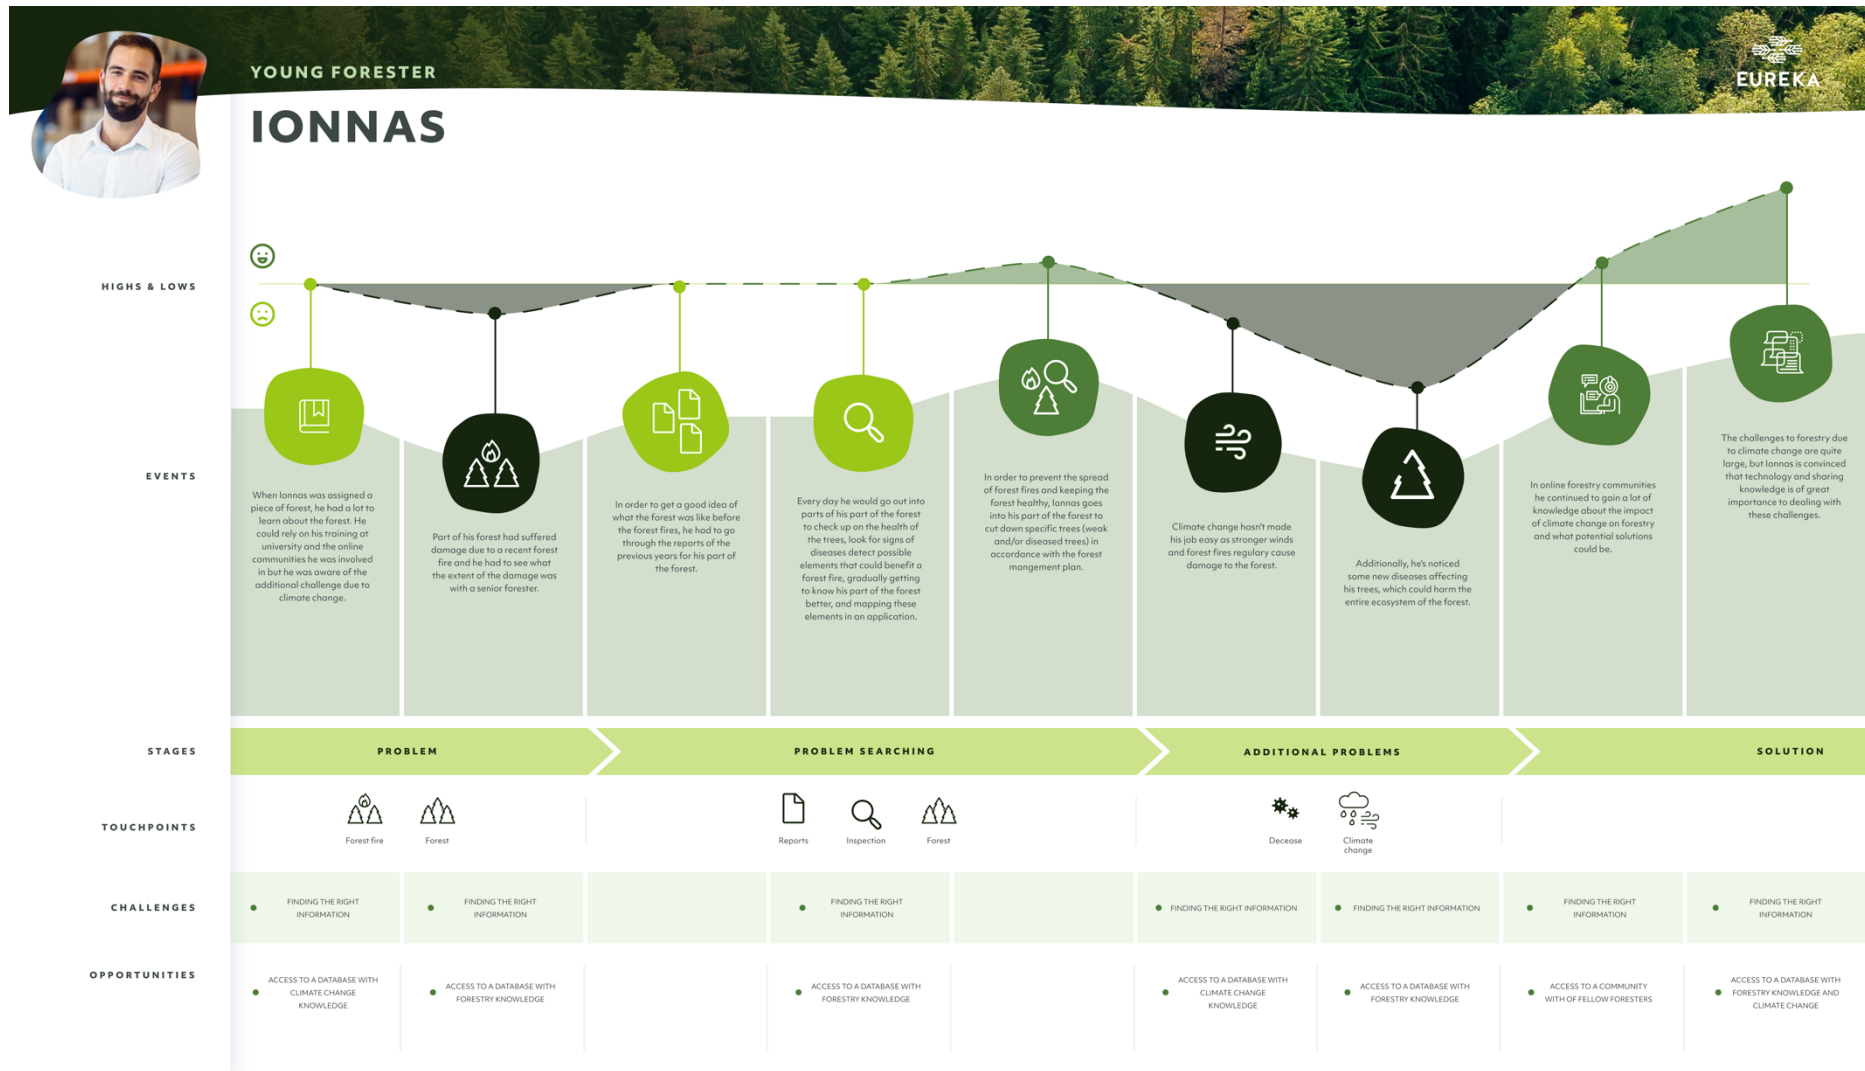 YOUNG FORESTER
IONNAS
EUREKA
HIGHS & LOWS
EVENTS
When Ionnas was assigned a
piece of forest, he had a lot to
learn about the forest. He
could rely on his training at
university and the online
communities he was involved
in but he was aware of the
additional challenge due to
climate change.
Part of his forest had suffered
damage due to a recent forest
fire and he had to see what
the extent of the damage was
with a senior forester.
In order to get a good idea of
what the forest was like before
the forest fires, he had to go
through the reports of the
previous years for his part of
the forest.
Every day he would go out into
parts of his part of the forest
to check up on the health of
the trees, look for signs of
diseases detect possible
elements that could benefit a
forest fire, gradually getting
to know his part of the forest
better, and mapping these
elements in an application.
In order to prevent the spread
of forest fires and keeping the
forest healthy, Ionnas goes
into his part of the forest to
cut down specific trees (weak
and/or diseased trees) in
accordance with the forest
mangement plan.
Climate change hasn't made
his job easy as stronger winds
and forest fires regulary cause
damage to the forest.
Additionally, he's noticed
some new diseases affecting
his trees, which could harm the
entire ecosystem of the forest.
In online forestry communities
he continued to gain a lot of
knowledge about the impact
of climate change on forestry
and what potential solutions
could be.
The challenges to forestry due
to climate change are quite
large, but Ionnas is convinced
that technology and sharing
knowledge is of great
importance to dealing with
these challenges.
STAGES
PROBLEM
PROBLEM SEARCHING
ADDITIONAL PROBLEMS
SOLUTION
TOUCHPOINTS
Forest fire
Forest
Reports
Inspection
Forest
Decease
Climate
change
CHALLENGES
FINDING THE RIGHT
INFORMATION
FINDING THE RIGHT
INFORMATION
FINDING THE RIGHT
INFORMATION
FINDING THE RIGHT INFORMATION
FINDING THE RIGHT INFORMATION
FINDING THE RIGHT
INFORMATION
FINDING THE RIGHT
INFORMATION
OPPORTUNITIES
ACCESS TO A DATABASE WITH
CLIMATE CHANGE
KNOWLEDGE
ACCESS TO A DATABASE WITH
FORESTRY KNOWLEDGE
ACCESS TO A DATABASE WITH
FORESTRY KNOWLEDGE
ACCESS TO A DATABASE WITH
CLIMATE CHANGE
KNOWLEDGE
ACCESS TO A DATABASE WITH
FORESTRY KNOWLEDGE
ACCESS TO A COMMUNITY
WITH OF FELLOW FORESTERS
ACCESS TO A DATABASE WITH
FORESTRY KNOWLEDGE AND
CLIMATE CHANGE